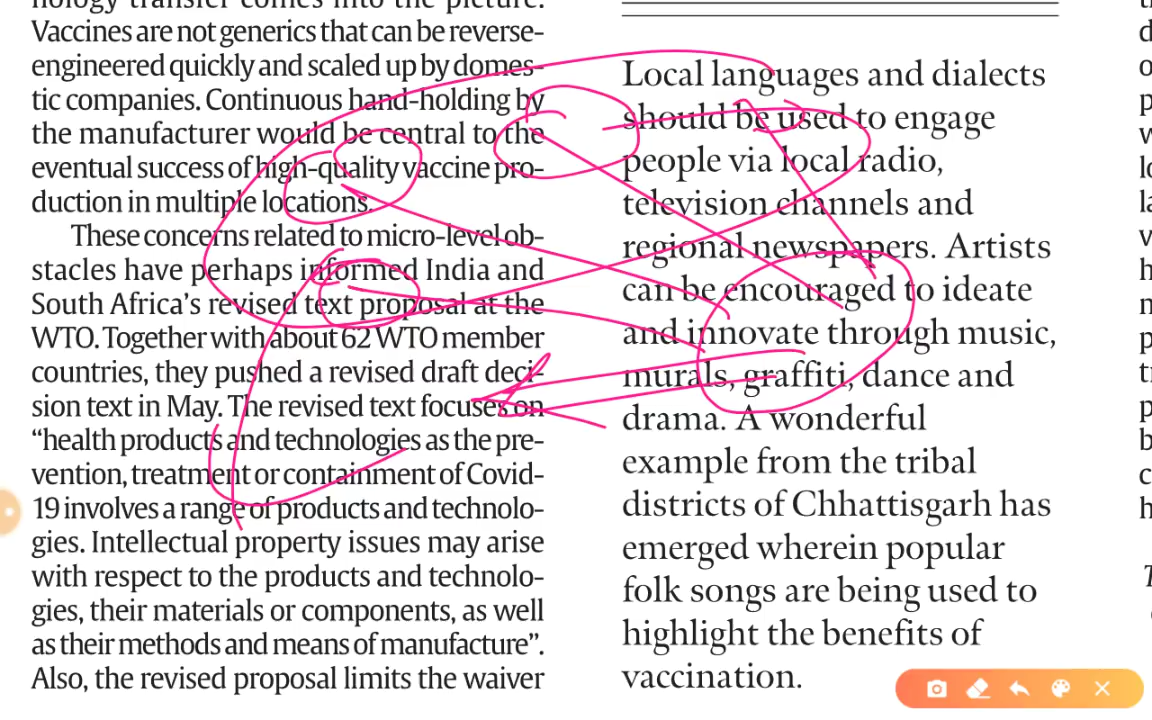 nology transfer comes into the picture.
Vaccines are not generics that can be reverse-
engineered quickly and scaled up by domes-
tic companies. Continuous hand-holding by
the manufacturer would be central to the
eventual success of high-quality vaccine pro-
duction in multiple locations.
These concerns related to micro-level ob-
stacles have perhaps informed India and
South Africa's revised text proposal at the
WTO. Together with about 62 WTO member
countries, they pushed a revised draft deci-
sion text in May. The revised text focuses on
“health products and technologies as the pre-
vention, treatment or containment of Covid-
19 involves a range of products and technolo-
gies. Intellectual property issues may arise
with respect to the products and technolo-
gies, their materials or components, as well
as their methods and means of manufacture”.
Also, the revised proposal limits the waiver
Local languages and dialects
should be used to engage
people via local radio,
television channels and
regional newspapers. Artists
can be encouraged to ideate
and innovate through music,
murals, graffiti, dance and
drama. A wonderful
example from the tribal
districts of Chhattisgarh has
emerged wherein popular
folk songs are being used to
highlight the benefits of
vaccination.